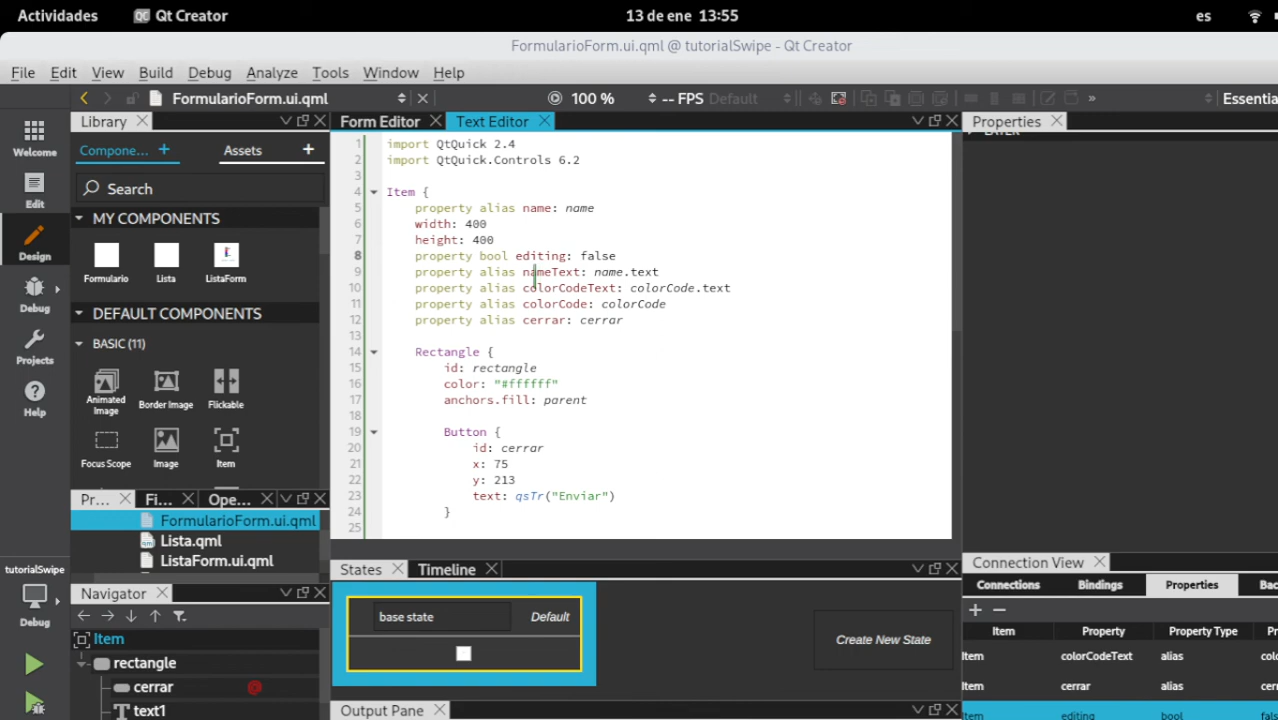 Actividades Qt Creator 13 de ene 13:55 es
FormularioForm.ui.qml @ tutorialSwipe - Qt Creator
File Edit View Build Debug Analyze Tools Window Help
FormularioForm.ui.qml 100 % -- FPS Default » Essentia
Library Form Editor Text Editor Properties
Welcome
Edit
Design
Debug
Projects
Help
tutorialSwipe
Debug
Compone... + Assets +
Search
MY COMPONENTS
Formulario Lista ListaForm
DEFAULT COMPONENTS
BASIC (11)
Animated Image Border Image Flickable
Focus Scope Image Item
Pr... Fi... Ope...
FormularioForm.ui.qml
Lista.qml
ListaForm.ui.qml
Navigator
Item
rectangle
cerrar
text1
1 import QtQuick 2.4
2 import QtQuick.Controls 6.2
3
4 Item {
5 property alias name: name
6 width: 400
7 height: 400
8 property bool editing: false
9 property alias nameText: name.text
10 property alias colorCodeText: colorCode.text
11 property alias colorCode: colorCode
12 property alias cerrar: cerrar
13
14 Rectangle {
15 id: rectangle
16 color: "#ffffff"
17 anchors.fill: parent
18
19 Button {
20 id: cerrar
21 x: 75
22 y: 213
23 text: qsTr("Enviar")
24 }
25
States Timeline
base state Default
Create New State
Output Pane
Connection View
Connections Bindings Properties Bac
+ −
Item Property Property Type Pr
Item colorCodeText alias colo
Item cerrar alias cerr
Item editing bool fals